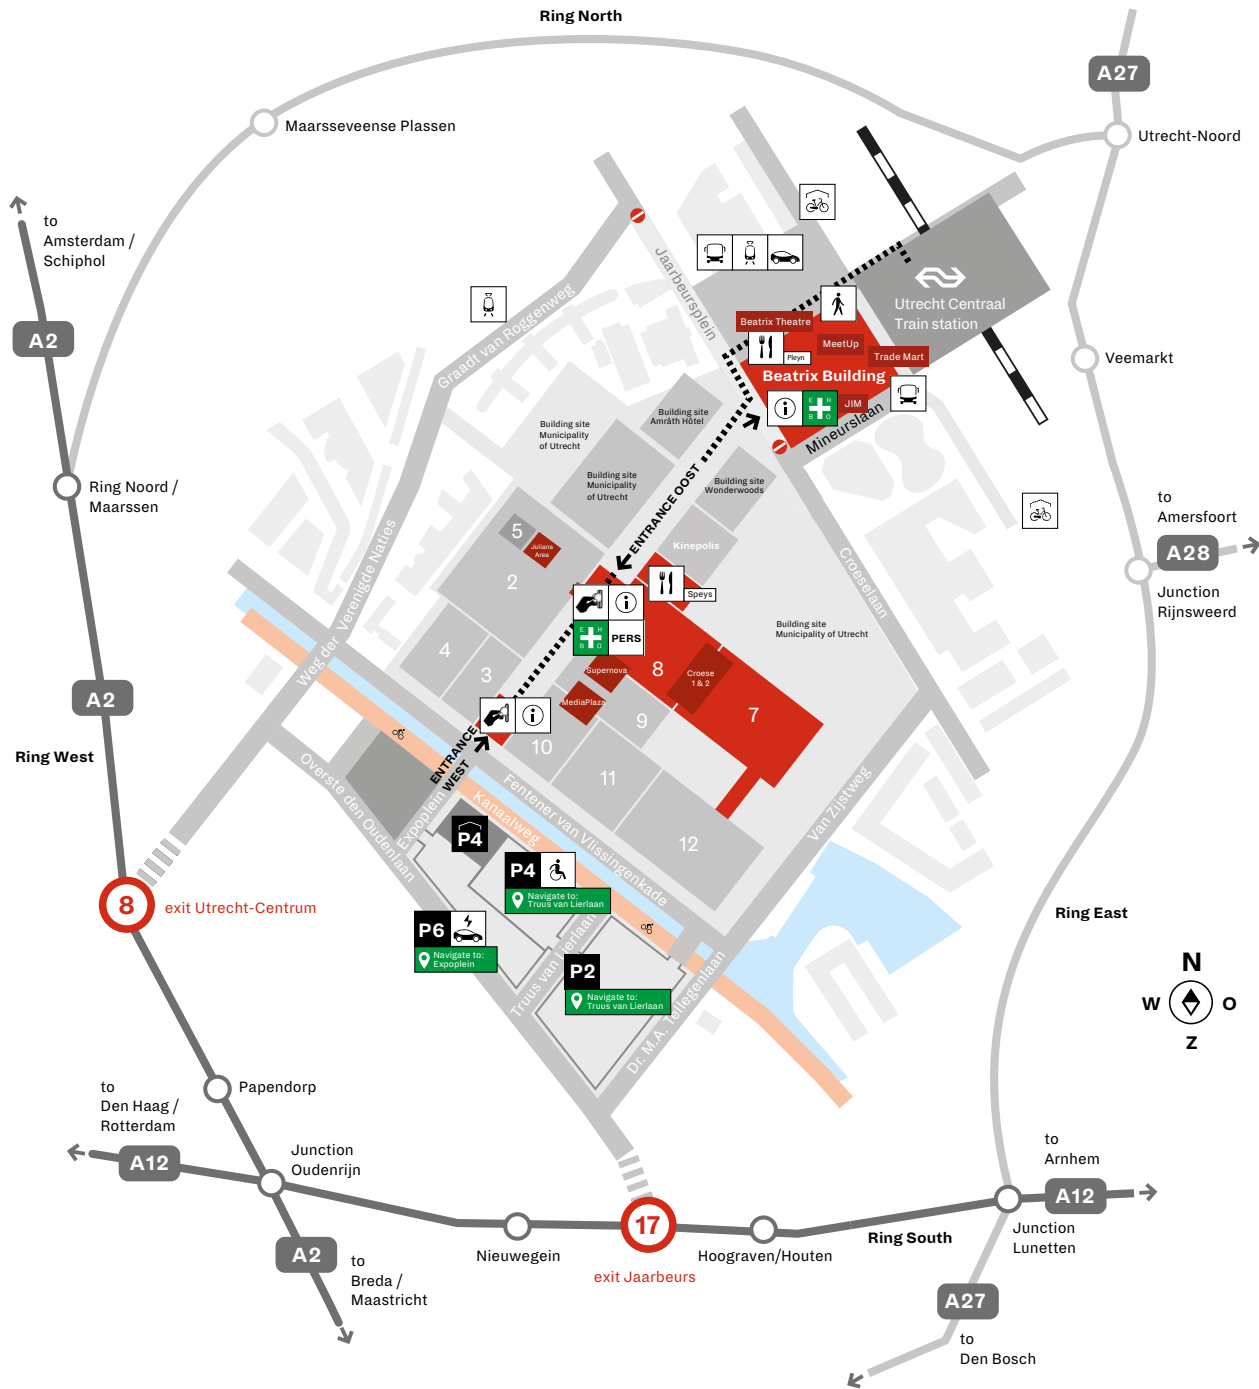 Ring North
A27
Maarsseveense Plassen
Utrecht-Noord
to
Amsterdam /
Schiphol
A2
Jaarbeursplein
Utrecht Centraal
Train station
Beatrix Theatre
MeetUp
Pleyn
Trade Mart
Beatrix Building
JIM
E H
B O
Mineurslaan
Veemarkt
Graadt van Roggenweg
Building site
Amrâth Hôtel
Building site
Municipality
of Utrecht
Building site
Municipality
of Utrecht
Building site
Wonderwoods
ENTRANCE OOST
Ring Noord /
Maarssen
to
Amersfoort
A28
Junction
Rijnsweerd
5
Juliana
Area
2
Kinepolis
Speys
Croeselaan
Weg der Verenigde Naties
E H
B O
PERS
Building site
Municipality of Utrecht
4
3
8
Supernova
Croese
1 & 2
MediaPlaza
7
9
10
11
12
A2
Ring West
ENTRANCE
WEST
Overste den Oudenlaan
Expoplein
Kanaalweg
Fentener van Vlissingenkade
Van Zijstweg
P4
P4
Navigate to:
Truus van Lierlaan
P6
Navigate to:
Expoplein
P2
Navigate to:
Truus van Lierlaan
Truus van Lierlaan
Dr. M.A. Tellegenlaan
8
exit Utrecht-Centrum
Ring East
N
W O
Z
Papendorp
to
Den Haag /
Rotterdam
A12
Junction
Oudenrijn
A2
to
Breda /
Maastricht
Nieuwegein
17
exit Jaarbeurs
Hoograven/Houten
Ring South
to
Arnhem
A12
Junction
Lunetten
A27
to
Den Bosch